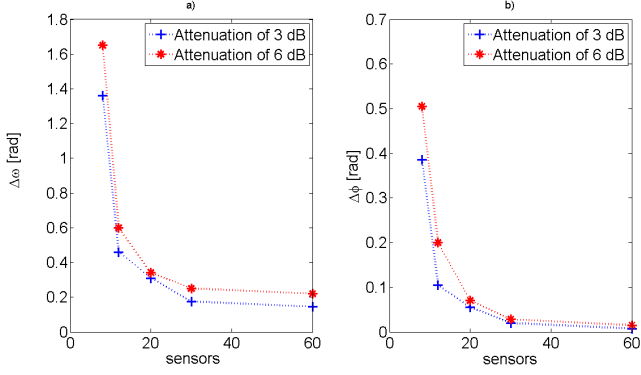 a)
Attenuation of 3 dB
Attenuation of 6 dB
1.8
1.6
1.4
1.2
1
0.8
0.6
0.4
0.2
0
Δω [rad]
0 20 40 60
sensors
b)
Attenuation of 3 dB
Attenuation of 6 dB
0.7
0.6
0.5
0.4
0.3
0.2
0.1
0
Δϕ [rad]
0 20 40 60
sensors